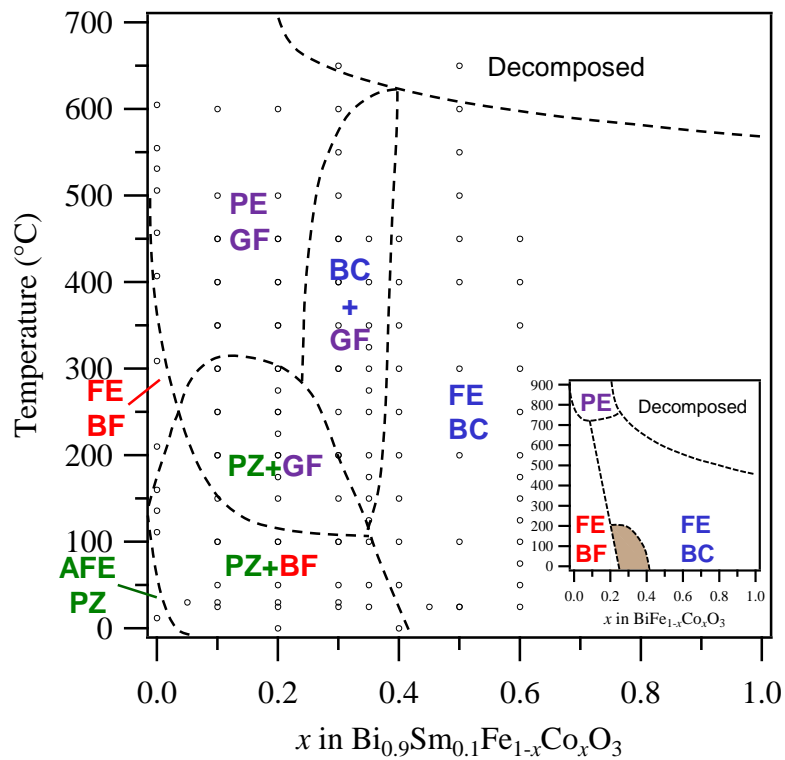 700
600
500
400
300
200
100
0
Temperature (°C)
Decomposed
PE
GF
BC
+
GF
FE
BF
FE
BC
PZ+GF
PZ+BF
AFE
PZ
0.0
0.2
0.4
0.6
0.8
1.0
x in Bi0.9Sm0.1Fe1-xCoxO3
900
800
700
600
500
400
300
200
100
0
PE
Decomposed
FE
BF
FE
BC
0.0
0.2
0.4
0.6
0.8
1.0
x in BiFe1-xCoxO3